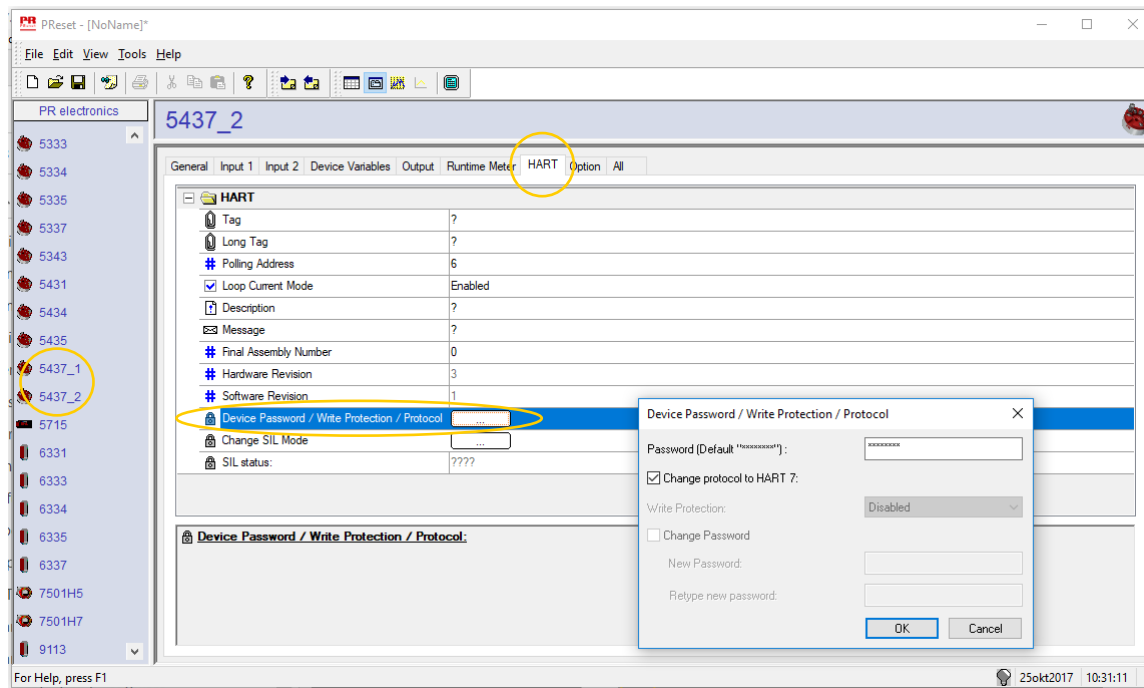 PR PReset - [NoName]*
File Edit View Tools Help
PR electronics
5333
5334
5335
5337
5343
5431
5434
5435
5437_1
5437_2
5715
6331
6333
6334
6335
6337
7501H5
7501H7
9113
5437_2
General Input 1 Input 2 Device Variables Output Runtime Meter HART Option All
HART
Tag ?
Long Tag ?
# Polling Address 6
Loop Current Mode Enabled
Description ?
Message ?
# Final Assembly Number 0
# Hardware Revision 3
# Software Revision 1
Device Password / Write Protection / Protocol ...
Change SIL Mode ...
SIL status: ????
Device Password / Write Protection / Protocol:
Device Password / Write Protection / Protocol
Password (Default "********") : ********
Change protocol to HART 7:
Write Protection: Disabled
Change Password
New Password:
Retype new password:
OK Cancel
For Help, press F1 25okt2017 10:31:11